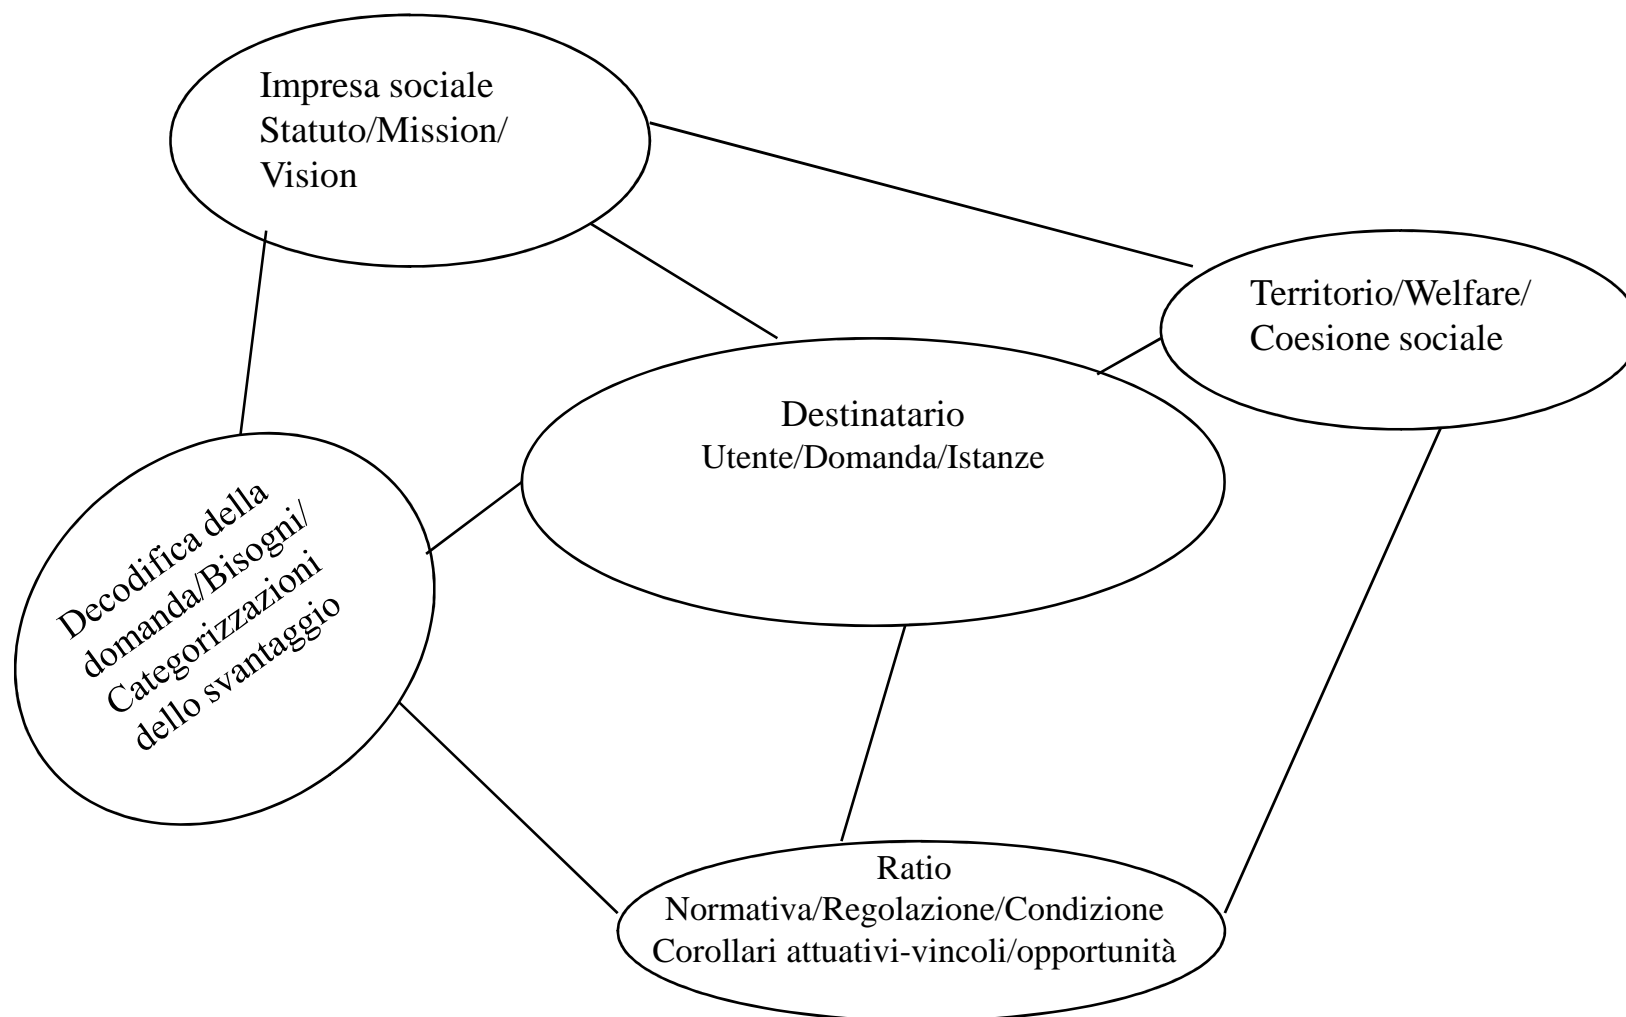 Impresa sociale
Statuto/Mission/
Vision
Territorio/Welfare/
Coesione sociale
Destinatario
Utente/Domanda/Istanze
Decodifica della
domanda/Bisogni/
Categorizzazioni
dello svantaggio
Ratio
Normativa/Regolazione/Condizione
Corollari attuativi-vincoli/opportunità